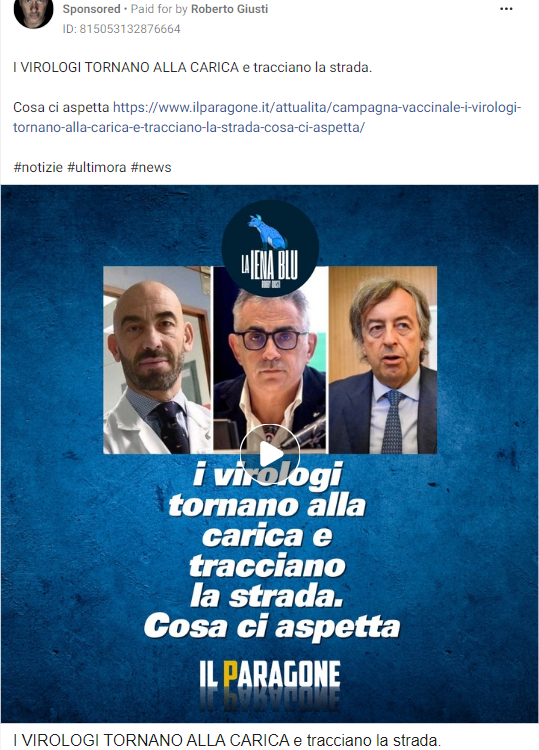 Sponsored • Paid for by Roberto Giusti
ID: 815053132876664
I VIROLOGI TORNANO ALLA CARICA e tracciano la strada.
Cosa ci aspetta https://www.ilparagone.it/attualita/campagna-vaccinale-i-virologi-
tornano-alla-carica-e-tracciano-la-strada-cosa-ci-aspetta/
#notizie #ultimora #news
LA IENA BLU
ROBBY GIUSTI
i virologi
tornano alla
carica e
tracciano
la strada.
Cosa ci aspetta
IL PARAGONE
I VIROLOGI TORNANO ALLA CARICA e tracciano la strada.